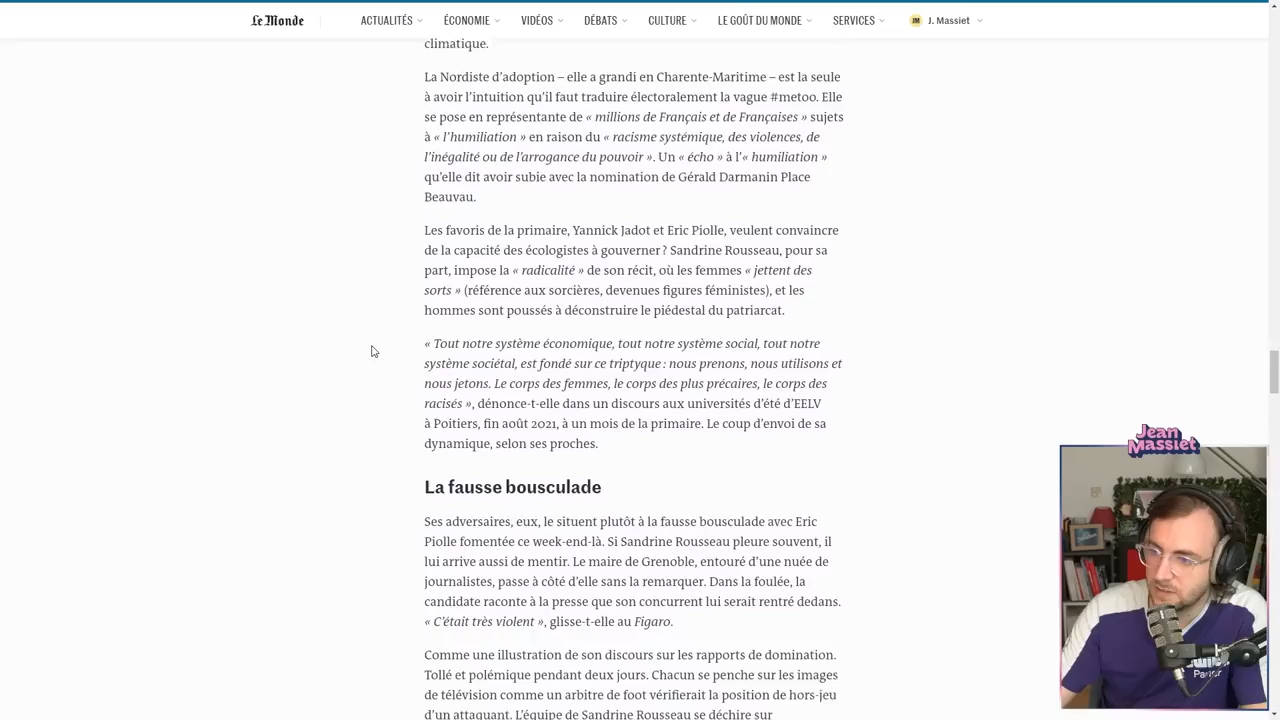 Le Monde
ACTUALITÉS
ÉCONOMIE
VIDÉOS
DÉBATS
CULTURE
LE GOÛT DU MONDE
SERVICES
JM
J. Massiet
climatique.
La Nordiste d’adoption – elle a grandi en Charente-Maritime – est la seule
à avoir l’intuition qu’il faut traduire électoralement la vague #metoo. Elle
se pose en représentante de « millions de Français et de Françaises » sujets
à « l’humiliation » en raison du « racisme systémique, des violences, de
l’inégalité ou de l’arrogance du pouvoir ». Un « écho » à l’« humiliation »
qu’elle dit avoir subie avec la nomination de Gérald Darmanin Place
Beauvau.
Les favoris de la primaire, Yannick Jadot et Eric Piolle, veulent convaincre
de la capacité des écologistes à gouverner ? Sandrine Rousseau, pour sa
part, impose la « radicalité » de son récit, où les femmes « jettent des
sorts » (référence aux sorcières, devenues figures féministes), et les
hommes sont poussés à déconstruire le piédestal du patriarcat.
« Tout notre système économique, tout notre système social, tout notre
système sociétal, est fondé sur ce triptyque : nous prenons, nous utilisons et
nous jetons. Le corps des femmes, le corps des plus précaires, le corps des
racisés », dénonce-t-elle dans un discours aux universités d’été d’EELV
à Poitiers, fin août 2021, à un mois de la primaire. Le coup d’envoi de sa
dynamique, selon ses proches.
La fausse bousculade
Ses adversaires, eux, le situent plutôt à la fausse bousculade avec Eric
Piolle fomentée ce week-end-là. Si Sandrine Rousseau pleure souvent, il
lui arrive aussi de mentir. Le maire de Grenoble, entouré d’une nuée de
journalistes, passe à côté d’elle sans la remarquer. Dans la foulée, la
candidate raconte à la presse que son concurrent lui serait rentré dedans.
« C’était très violent », glisse-t-elle au Figaro.
Comme une illustration de son discours sur les rapports de domination.
Tollé et polémique pendant deux jours. Chacun se penche sur les images
de télévision comme un arbitre de foot vérifierait la position de hors-jeu
d’un attaquant. L’équipe de Sandrine Rousseau se déchire sur
Jean
Massiet